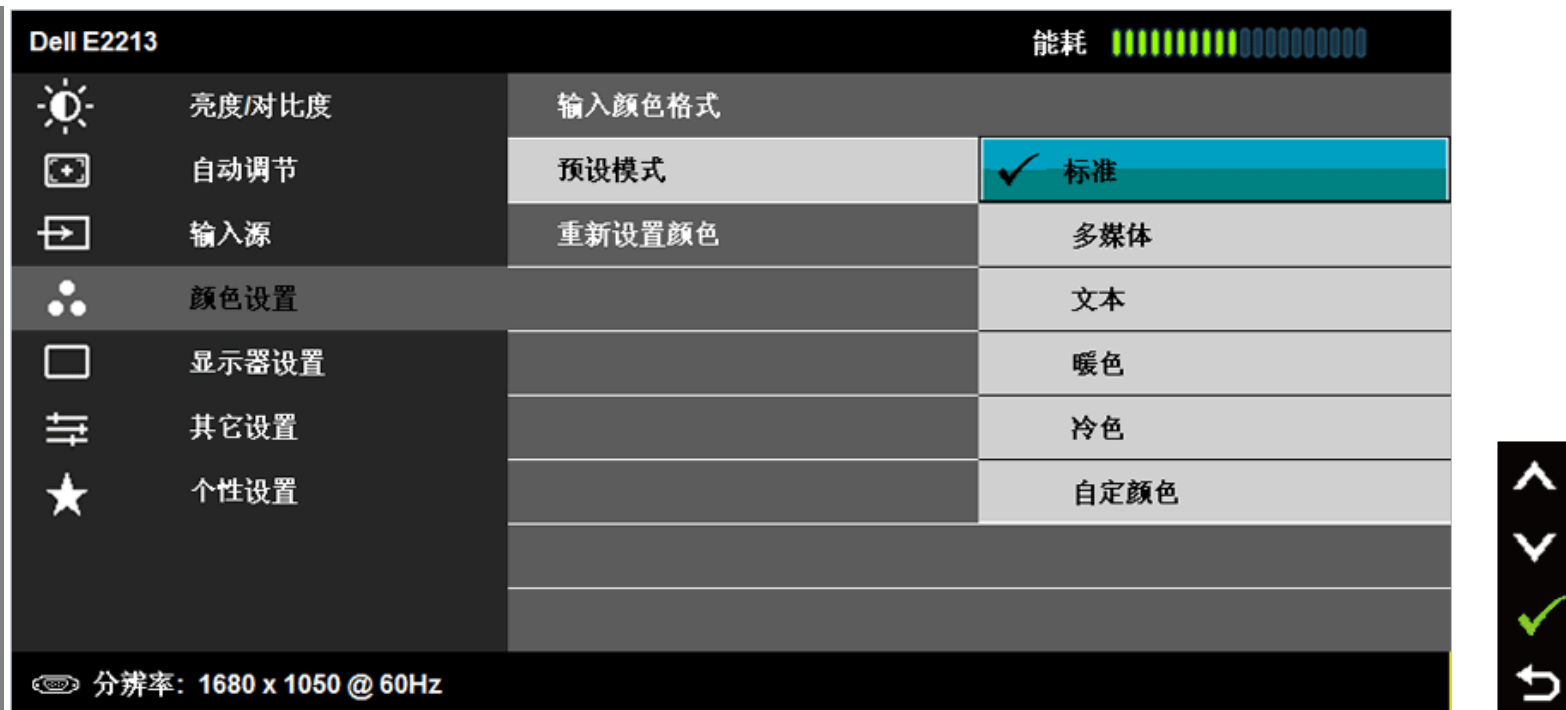 Dell E2213 能耗
亮度/对比度 输入颜色格式
自动调节 预设模式 标准
输入源 重新设置颜色 多媒体
颜色设置 文本
显示器设置 暖色
其它设置 冷色
个性设置 自定颜色
分辨率: 1680 x 1050 @ 60Hz